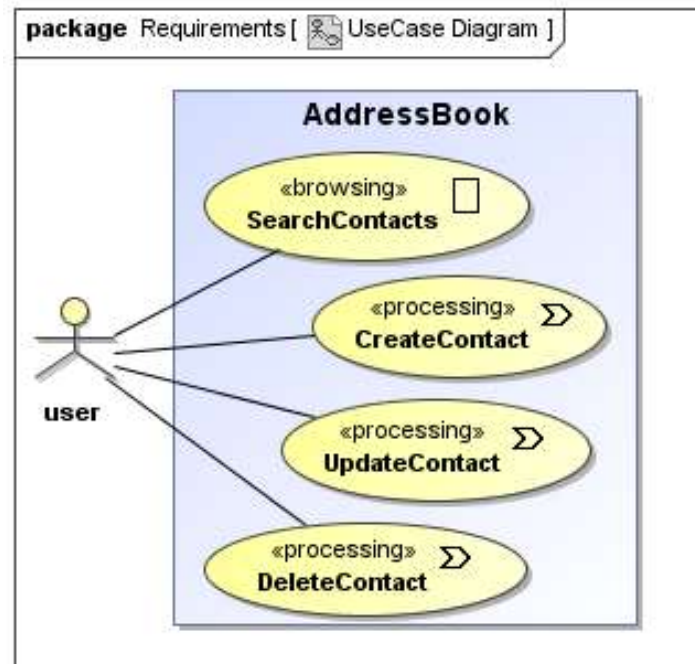 package Requirements [ UseCase Diagram ]
AddressBook
«browsing»
SearchContacts
«processing»
CreateContact
user
«processing»
UpdateContact
«processing»
DeleteContact